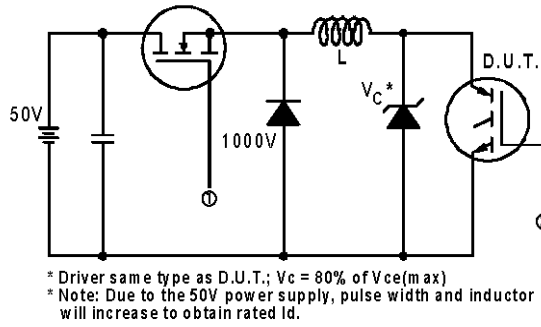 L
D.U.T.
VC *
50V
1000V
①
* Driver same type as D.U.T.; Vc = 80% of Vce(max)
* Note: Due to the 50V power supply, pulse width and inductor
will increase to obtain rated Id.